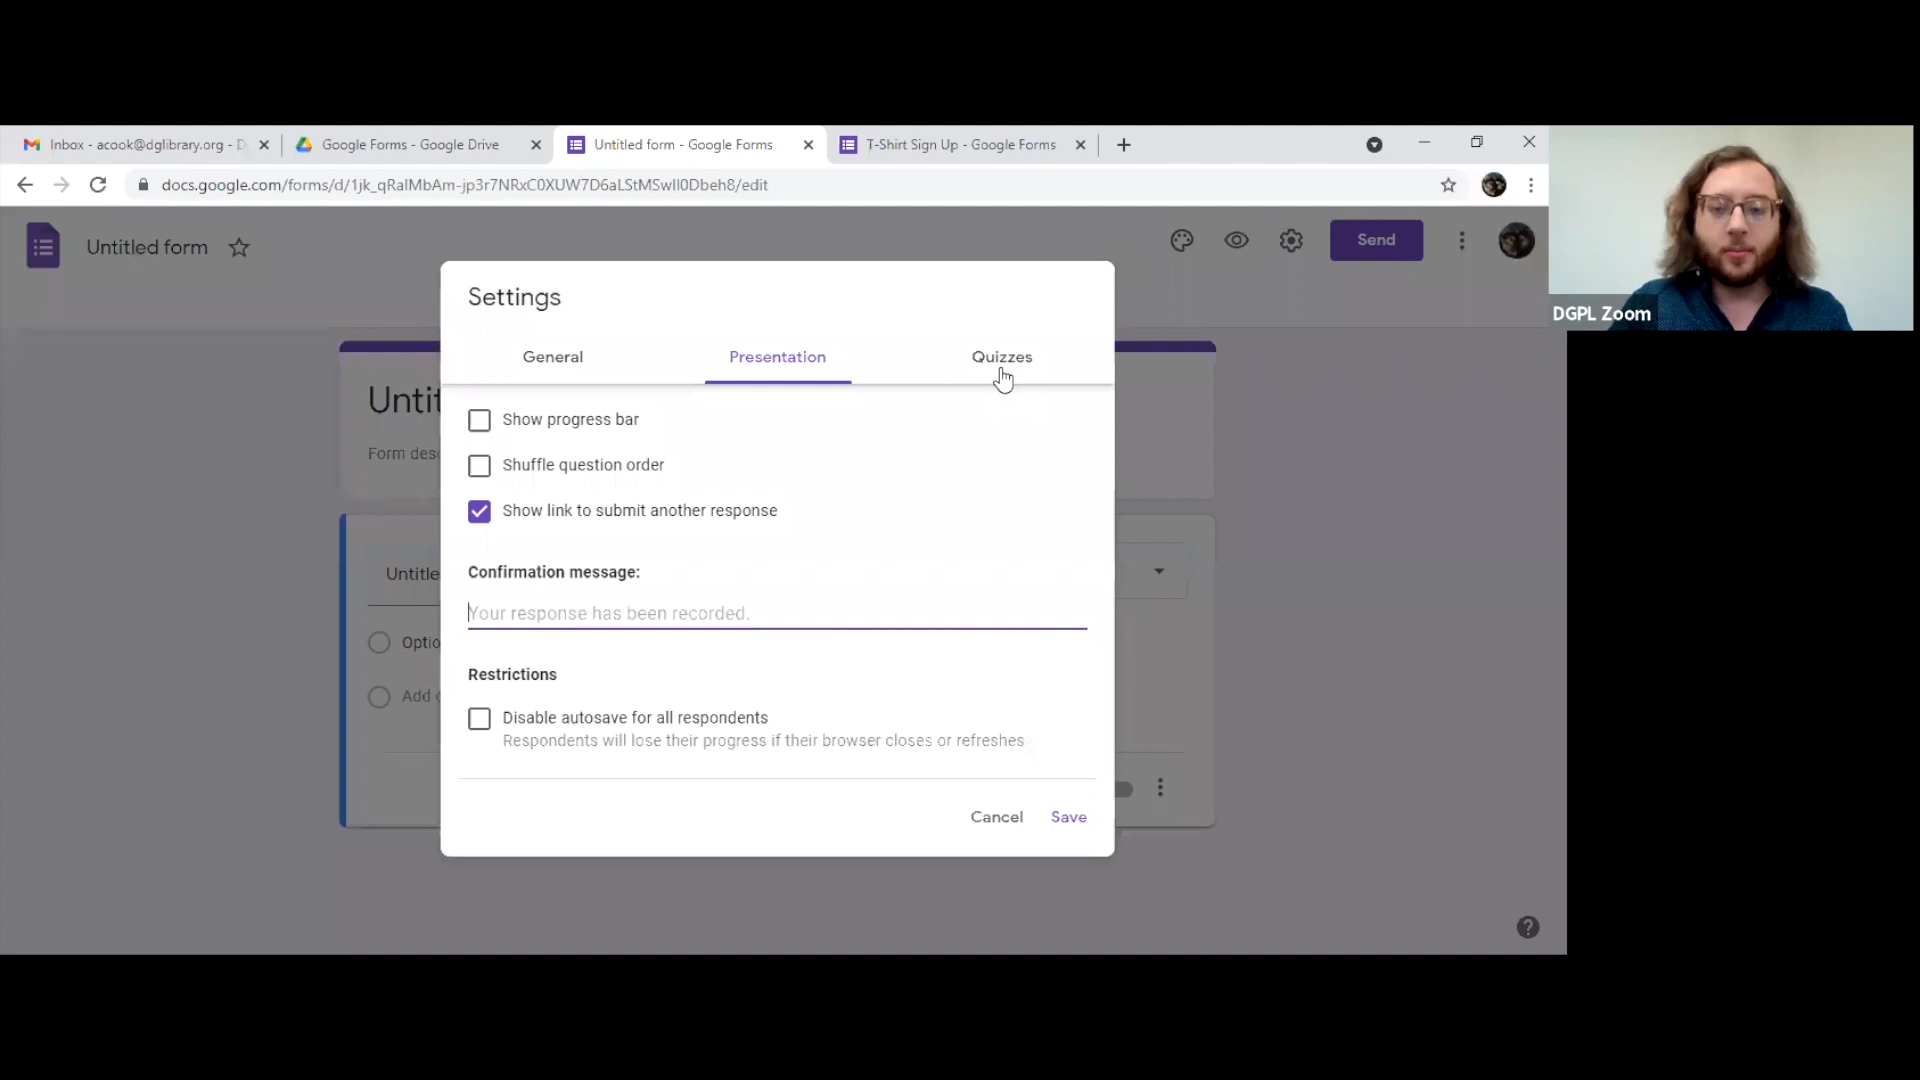 Inbox - acook@dglibrary.org - D
Google Forms - Google Drive
Untitled form - Google Forms
T-Shirt Sign Up - Google Forms
docs.google.com/forms/d/1jk_qRalMbAm-jp3r7NRxC0XUW7D6aLStMSwIl0Dbeh8/edit
Untitled form
Send
DGPL Zoom
Settings
General
Presentation
Quizzes
Untit
Form desc
Show progress bar
Shuffle question order
Show link to submit another response
Confirmation message:
Untitle
Your response has been recorded.
Optio
Restrictions
Add o
Disable autosave for all respondents
Respondents will lose their progress if their browser closes or refreshes
Cancel
Save